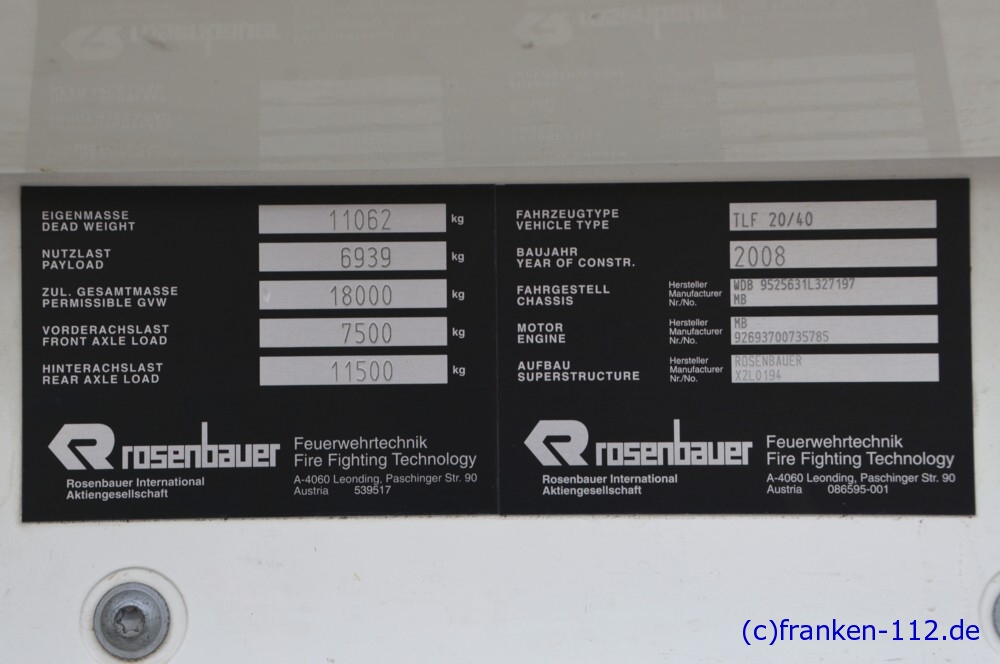 EIGENMASSE
DEAD WEIGHT
11062 kg
NUTZLAST
PAYLOAD
6939 kg
ZUL. GESAMTMASSE
PERMISSIBLE GVW
18000 kg
VORDERACHSLAST
FRONT AXLE LOAD
7500 kg
HINTERACHSLAST
REAR AXLE LOAD
11500 kg
rosenbauer
Feuerwehrtechnik
Fire Fighting Technology
Rosenbauer International
Aktiengesellschaft
A-4060 Leonding, Paschinger Str. 90
Austria 539517
FAHRZEUGTYPE
VEHICLE TYPE
TLF 20/40
BAUJAHR
YEAR OF CONSTR.
2008
FAHRGESTELL
CHASSIS
Hersteller
Manufacturer
Nr./No.
WDB 9525631L327197
MB
MOTOR
ENGINE
Hersteller
Manufacturer
Nr./No.
MB
92693700735785
AUFBAU
SUPERSTRUCTURE
Hersteller
Manufacturer
Nr./No.
ROSENBAUER
X2L0194
rosenbauer
Feuerwehrtechnik
Fire Fighting Technology
Rosenbauer International
Aktiengesellschaft
A-4060 Leonding, Paschinger Str. 90
Austria 086595-001
(c)franken-112.de